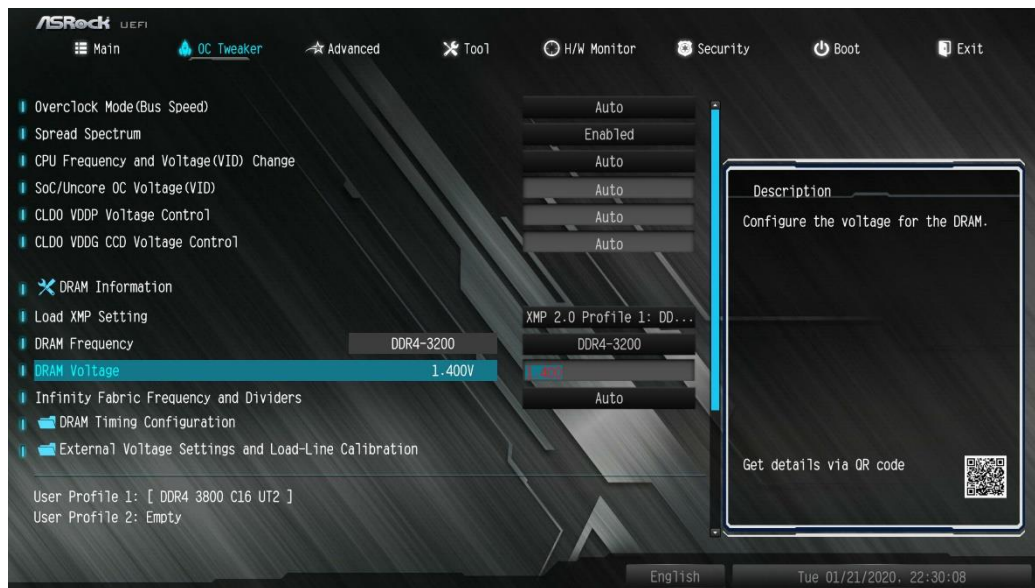 ASRock UEFI
Main OC Tweaker Advanced Tool H/W Monitor Security Boot Exit
Overclock Mode(Bus Speed) Auto
Spread Spectrum Enabled
CPU Frequency and Voltage(VID) Change Auto
SoC/Uncore OC Voltage(VID) Auto
CLDO VDDP Voltage Control Auto
CLDO VDDG CCD Voltage Control Auto
DRAM Information
Load XMP Setting XMP 2.0 Profile 1: DD...
DRAM Frequency DDR4-3200 DDR4-3200
DRAM Voltage 1.400V
Infinity Fabric Frequency and Dividers Auto
DRAM Timing Configuration
External Voltage Settings and Load-Line Calibration
User Profile 1: [ DDR4 3800 C16 UT2 ]
User Profile 2: Empty
Description
Configure the voltage for the DRAM.
Get details via QR code
English Tue 01/21/2020, 22:30:08